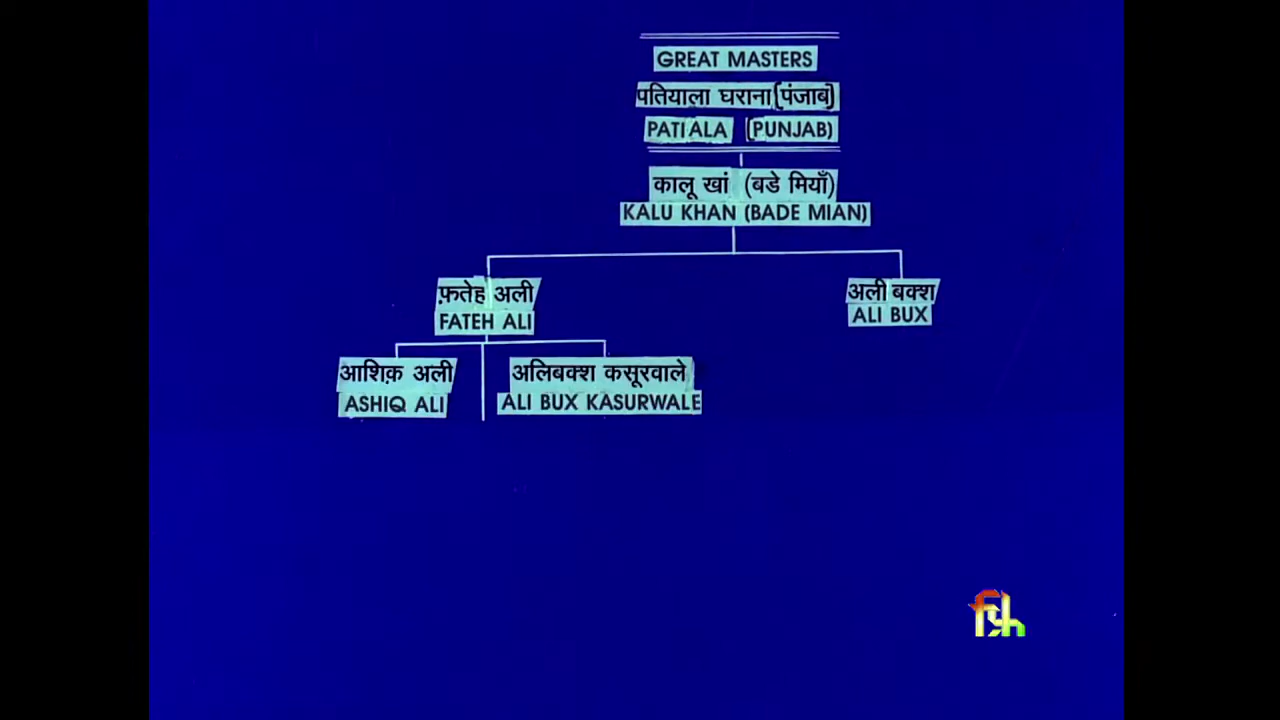 GREAT MASTERS
पतियाला घराना (पंजाब)
PATIALA (PUNJAB)
कालू खां (बडे मियाँ)
KALU KHAN (BADE MIAN)
फ़तेह अली
FATEH ALI
अली बक्श
ALI BUX
आशिक़ अली
ASHIQ ALI
अलिबक्श कसूरवाले
ALI BUX KASURWALE